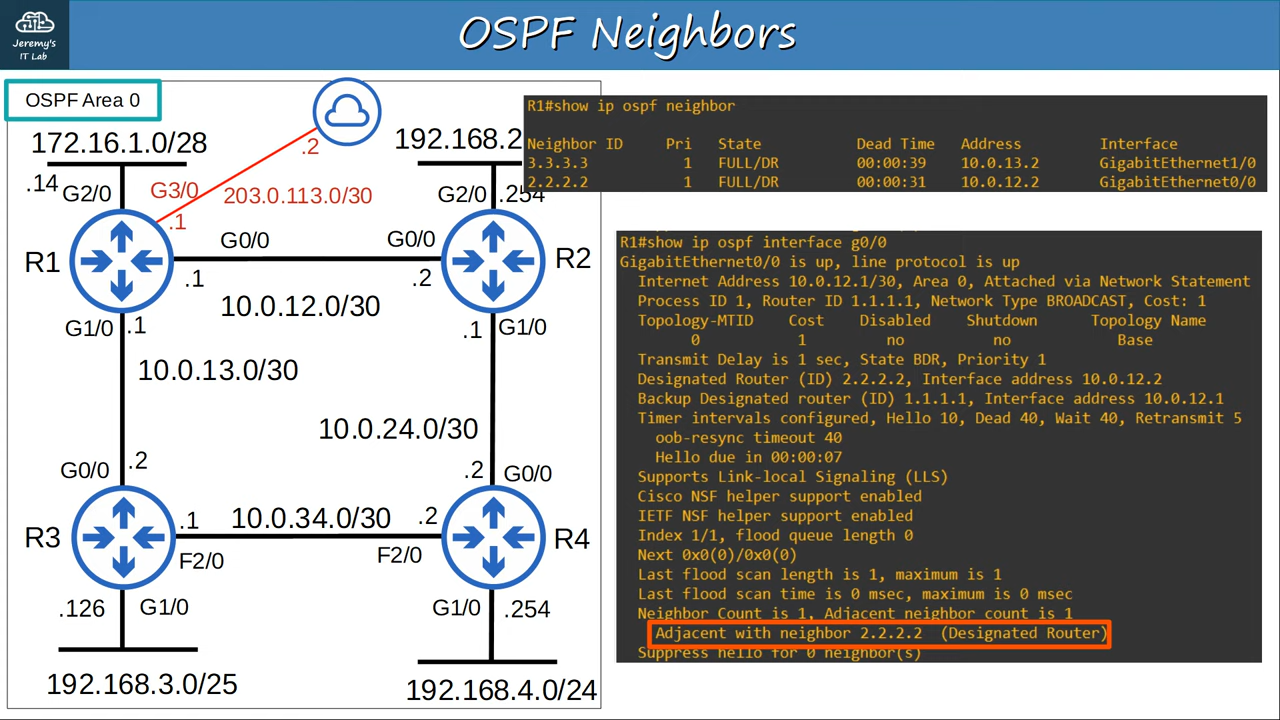 Jeremy's
IT Lab
OSPF Neighbors
OSPF Area 0
172.16.1.0/28
.14
G2/0
G3/0
.1
.2
203.0.113.0/30
192.168.2
G2/0
.254
R1
G0/0
G0/0
R2
.1
.2
10.0.12.0/30
G1/0
.1
.1
G1/0
10.0.13.0/30
10.0.24.0/30
G0/0
.2
.2
G0/0
R3
.1
10.0.34.0/30
.2
R4
F2/0
F2/0
.126
G1/0
G1/0
.254
192.168.3.0/25
192.168.4.0/24
R1#show ip ospf neighbor
Neighbor ID Pri State Dead Time Address Interface
3.3.3.3 1 FULL/DR 00:00:39 10.0.13.2 GigabitEthernet1/0
2.2.2.2 1 FULL/DR 00:00:31 10.0.12.2 GigabitEthernet0/0
R1#show ip ospf interface g0/0
GigabitEthernet0/0 is up, line protocol is up
Internet Address 10.0.12.1/30, Area 0, Attached via Network Statement
Process ID 1, Router ID 1.1.1.1, Network Type BROADCAST, Cost: 1
Topology-MTID Cost Disabled Shutdown Topology Name
0 1 no no Base
Transmit Delay is 1 sec, State BDR, Priority 1
Designated Router (ID) 2.2.2.2, Interface address 10.0.12.2
Backup Designated router (ID) 1.1.1.1, Interface address 10.0.12.1
Timer intervals configured, Hello 10, Dead 40, Wait 40, Retransmit 5
oob-resync timeout 40
Hello due in 00:00:07
Supports Link-local Signaling (LLS)
Cisco NSF helper support enabled
IETF NSF helper support enabled
Index 1/1, flood queue length 0
Next 0x0(0)/0x0(0)
Last flood scan length is 1, maximum is 1
Last flood scan time is 0 msec, maximum is 0 msec
Neighbor Count is 1, Adjacent neighbor count is 1
Adjacent with neighbor 2.2.2.2 (Designated Router)
Suppress hello for 0 neighbor(s)